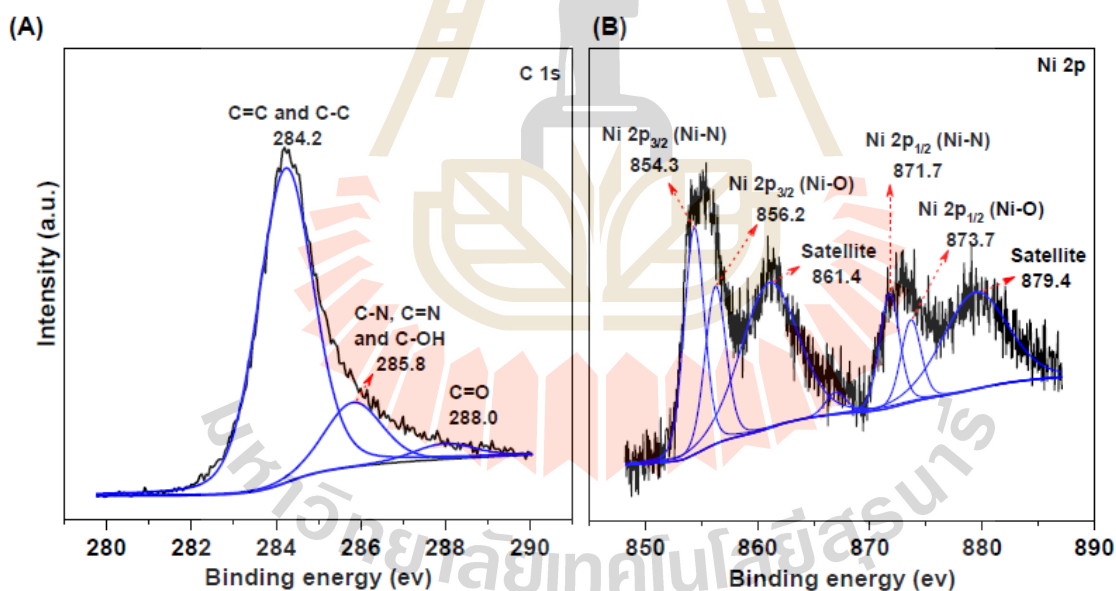 (A)
C 1s
C=C and C-C
284.2
C-N, C=N
and C-OH
285.8
C=O
288.0
Intensity (a.u.)
280 282 284 286 288 290
Binding energy (ev)
(B)
Ni 2p
Ni 2p3/2 (Ni-N)
854.3
Ni 2p3/2 (Ni-O)
856.2
Satellite
861.4
Ni 2p1/2 (Ni-N)
871.7
Ni 2p1/2 (Ni-O)
873.7
Satellite
879.4
850 860 870 880 890
Binding energy (ev)
มหาวิทยาลัยเทคโนโลยีสุรนารี